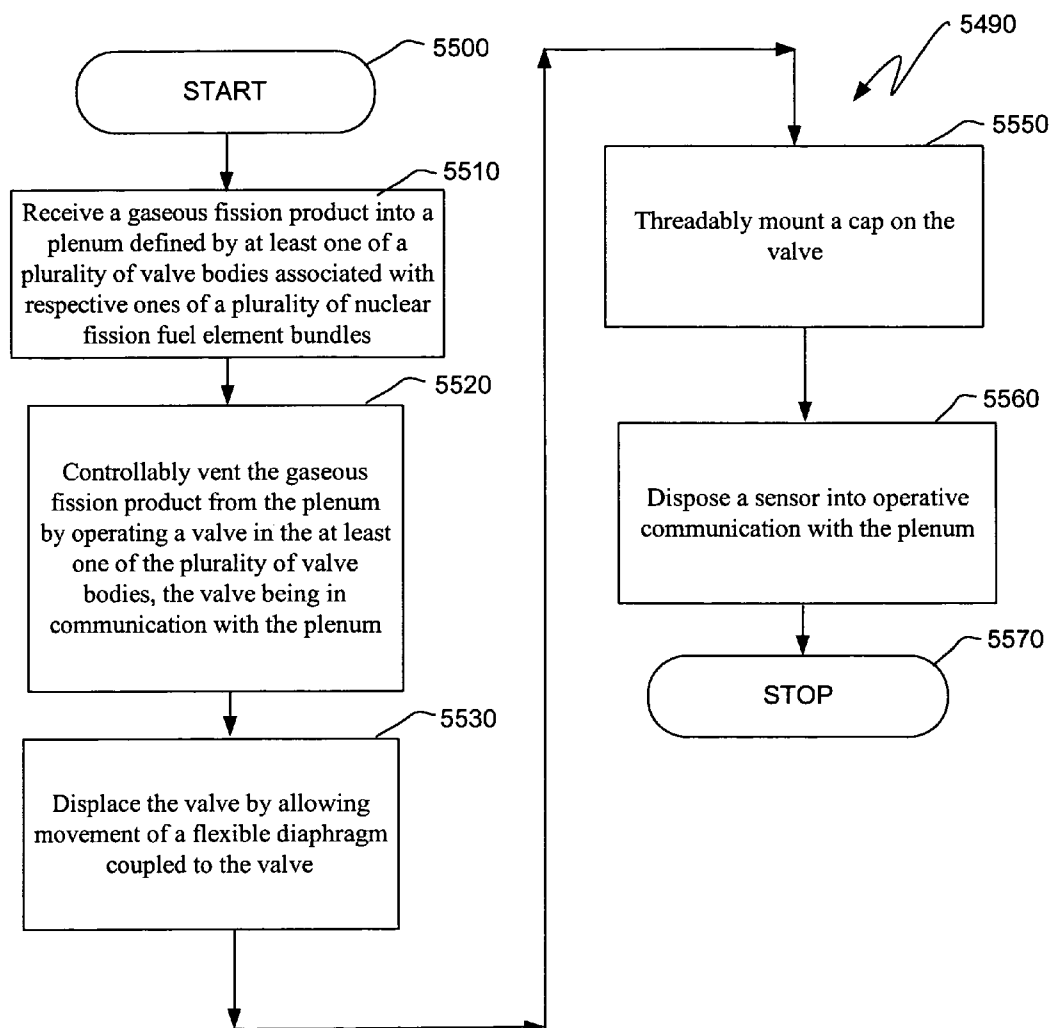 5500
START
5510
Receive a gaseous fission product into a
plenum defined by at least one of a
plurality of valve bodies associated with
respective ones of a plurality of nuclear
fission fuel element bundles
5520
Controllably vent the gaseous
fission product from the plenum
by operating a valve in the at least
one of the plurality of valve
bodies, the valve being in
communication with the plenum
5530
Displace the valve by allowing
movement of a flexible diaphragm
coupled to the valve
5490
5550
Threadably mount a cap on the
valve
5560
Dispose a sensor into operative
communication with the plenum
5570
STOP